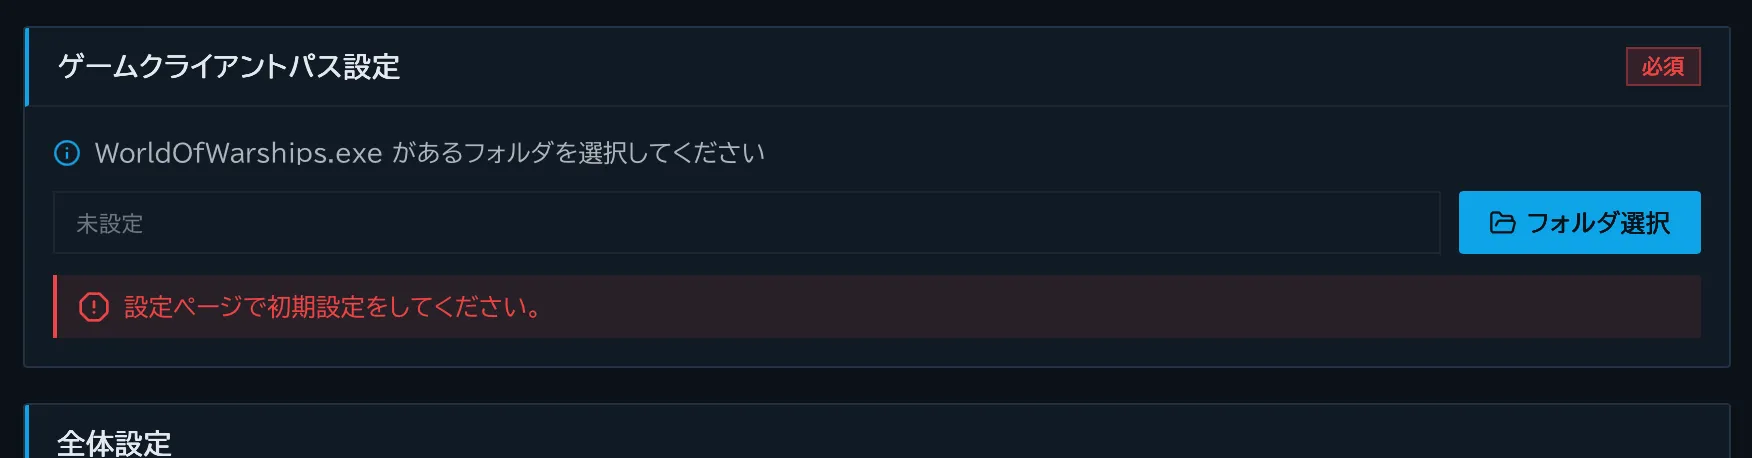 ゲームクライアントパス設定
必須
WorldOfWarships.exe があるフォルダを選択してください
未設定
フォルダ選択
設定ページで初期設定をしてください。
全体設定